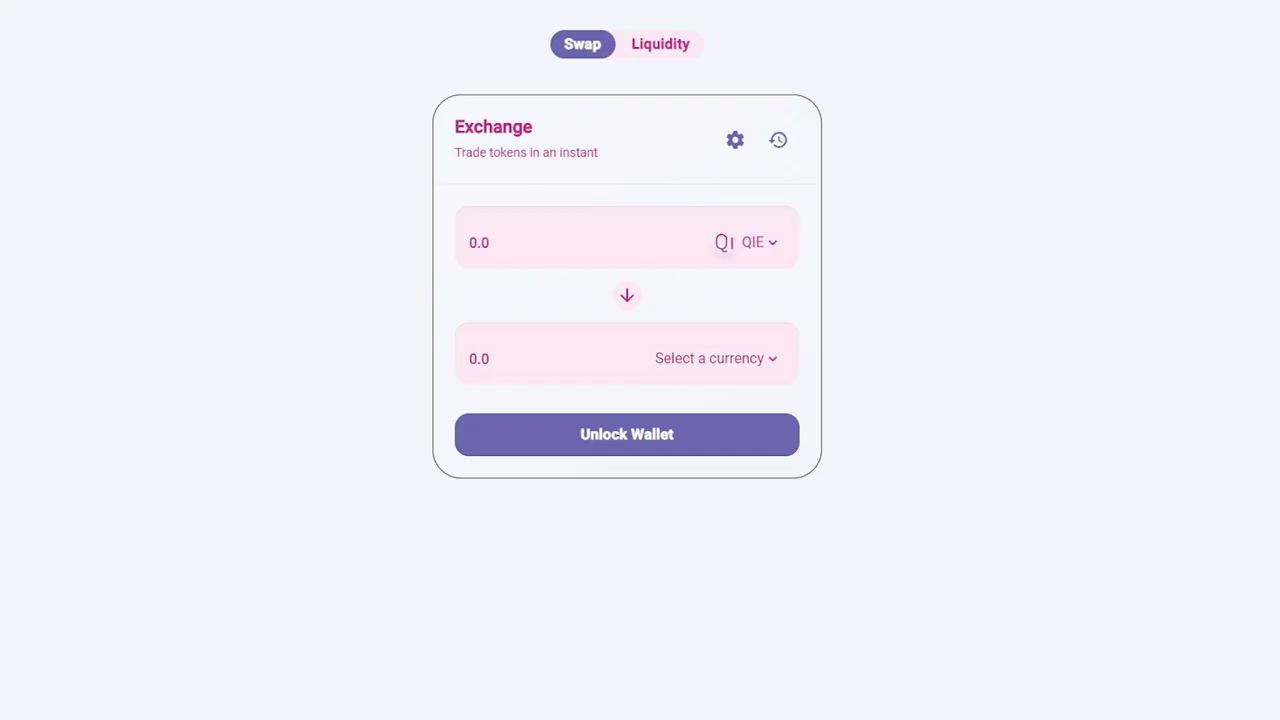 Swap Liquidity
Exchange
Trade tokens in an instant
0.0 QIE
0.0 Select a currency
Unlock Wallet